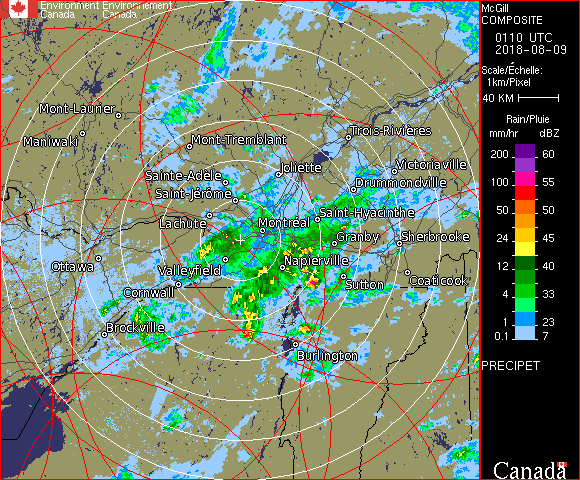 Environment Environnement
Canada Canada
Mont-Laurier
Maniwaki
Mont-Tremblant
Trois-Rivières
Joliette
Victoriaville
Sainte-Adèle
Drummondville
Saint-Jérôme
Lachute
Montréal
Saint-Hyacinthe
Granby
Sherbrooke
Ottawa
Valleyfield
Napierville
Cornwall
Sutton
Coaticook
Brockville
Burlington
McGill
COMPOSITE
0110 UTC
2018-08-09
Scale/Échelle:
1km/Pixel
40 KM
Rain/Pluie
mm/hr dBZ
200 60
100 55
50 50
24 45
12 40
4 33
2 23
0.1 7
PRECIPET
Canada